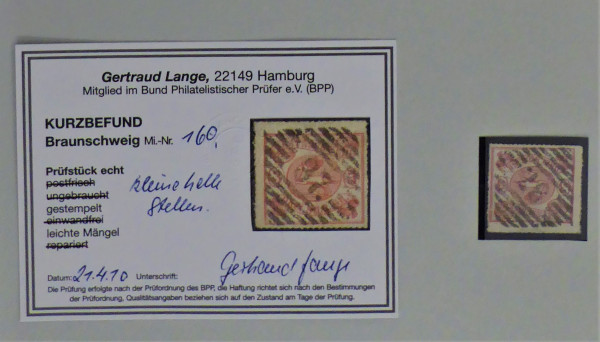 Gertraud Lange, 22149 Hamburg
Mitglied im Bund Philatelistischer Prüfer e.V. (BPP)
KURZBEFUND
Braunschweig Mi.-Nr. 160,
Prüfstück echt
postfrisch
ungebraucht
gestempelt
einwandfrei
leichte Mängel
repariert
kleine helle
Stellen.
Datum: 21.4.10 Unterschrift: Gertraud Lange
Die Prüfung erfolgte nach der Prüfordnung des BPP, die Haftung richtet sich nach den Bestimmungen
der Prüfordnung, Qualitätsangaben beziehen sich auf den Zustand am Tage der Prüfung.